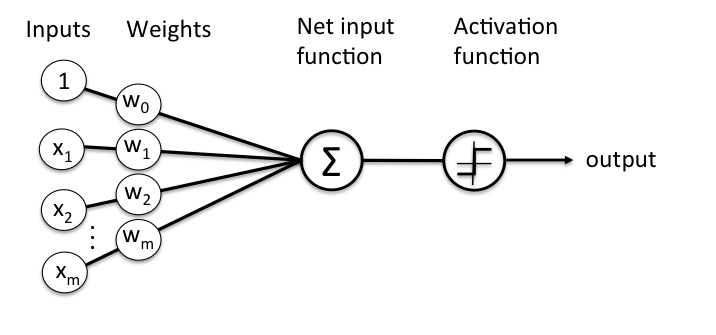 Inputs Weights Net input function Activation function
1 w0
x1 w1
x2 w2
⋮ wm
xm
Σ
output